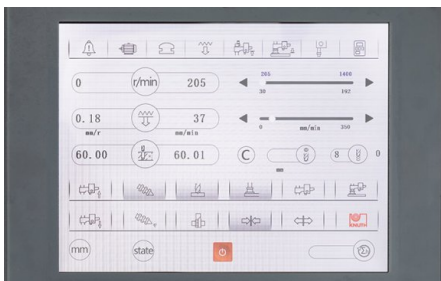 265 1400
0 r/min 205
30 192
0.18 37
mm/r mm/min
0 mm/min 350
60.00 60.01 C 8 0
mm state
KNUTH